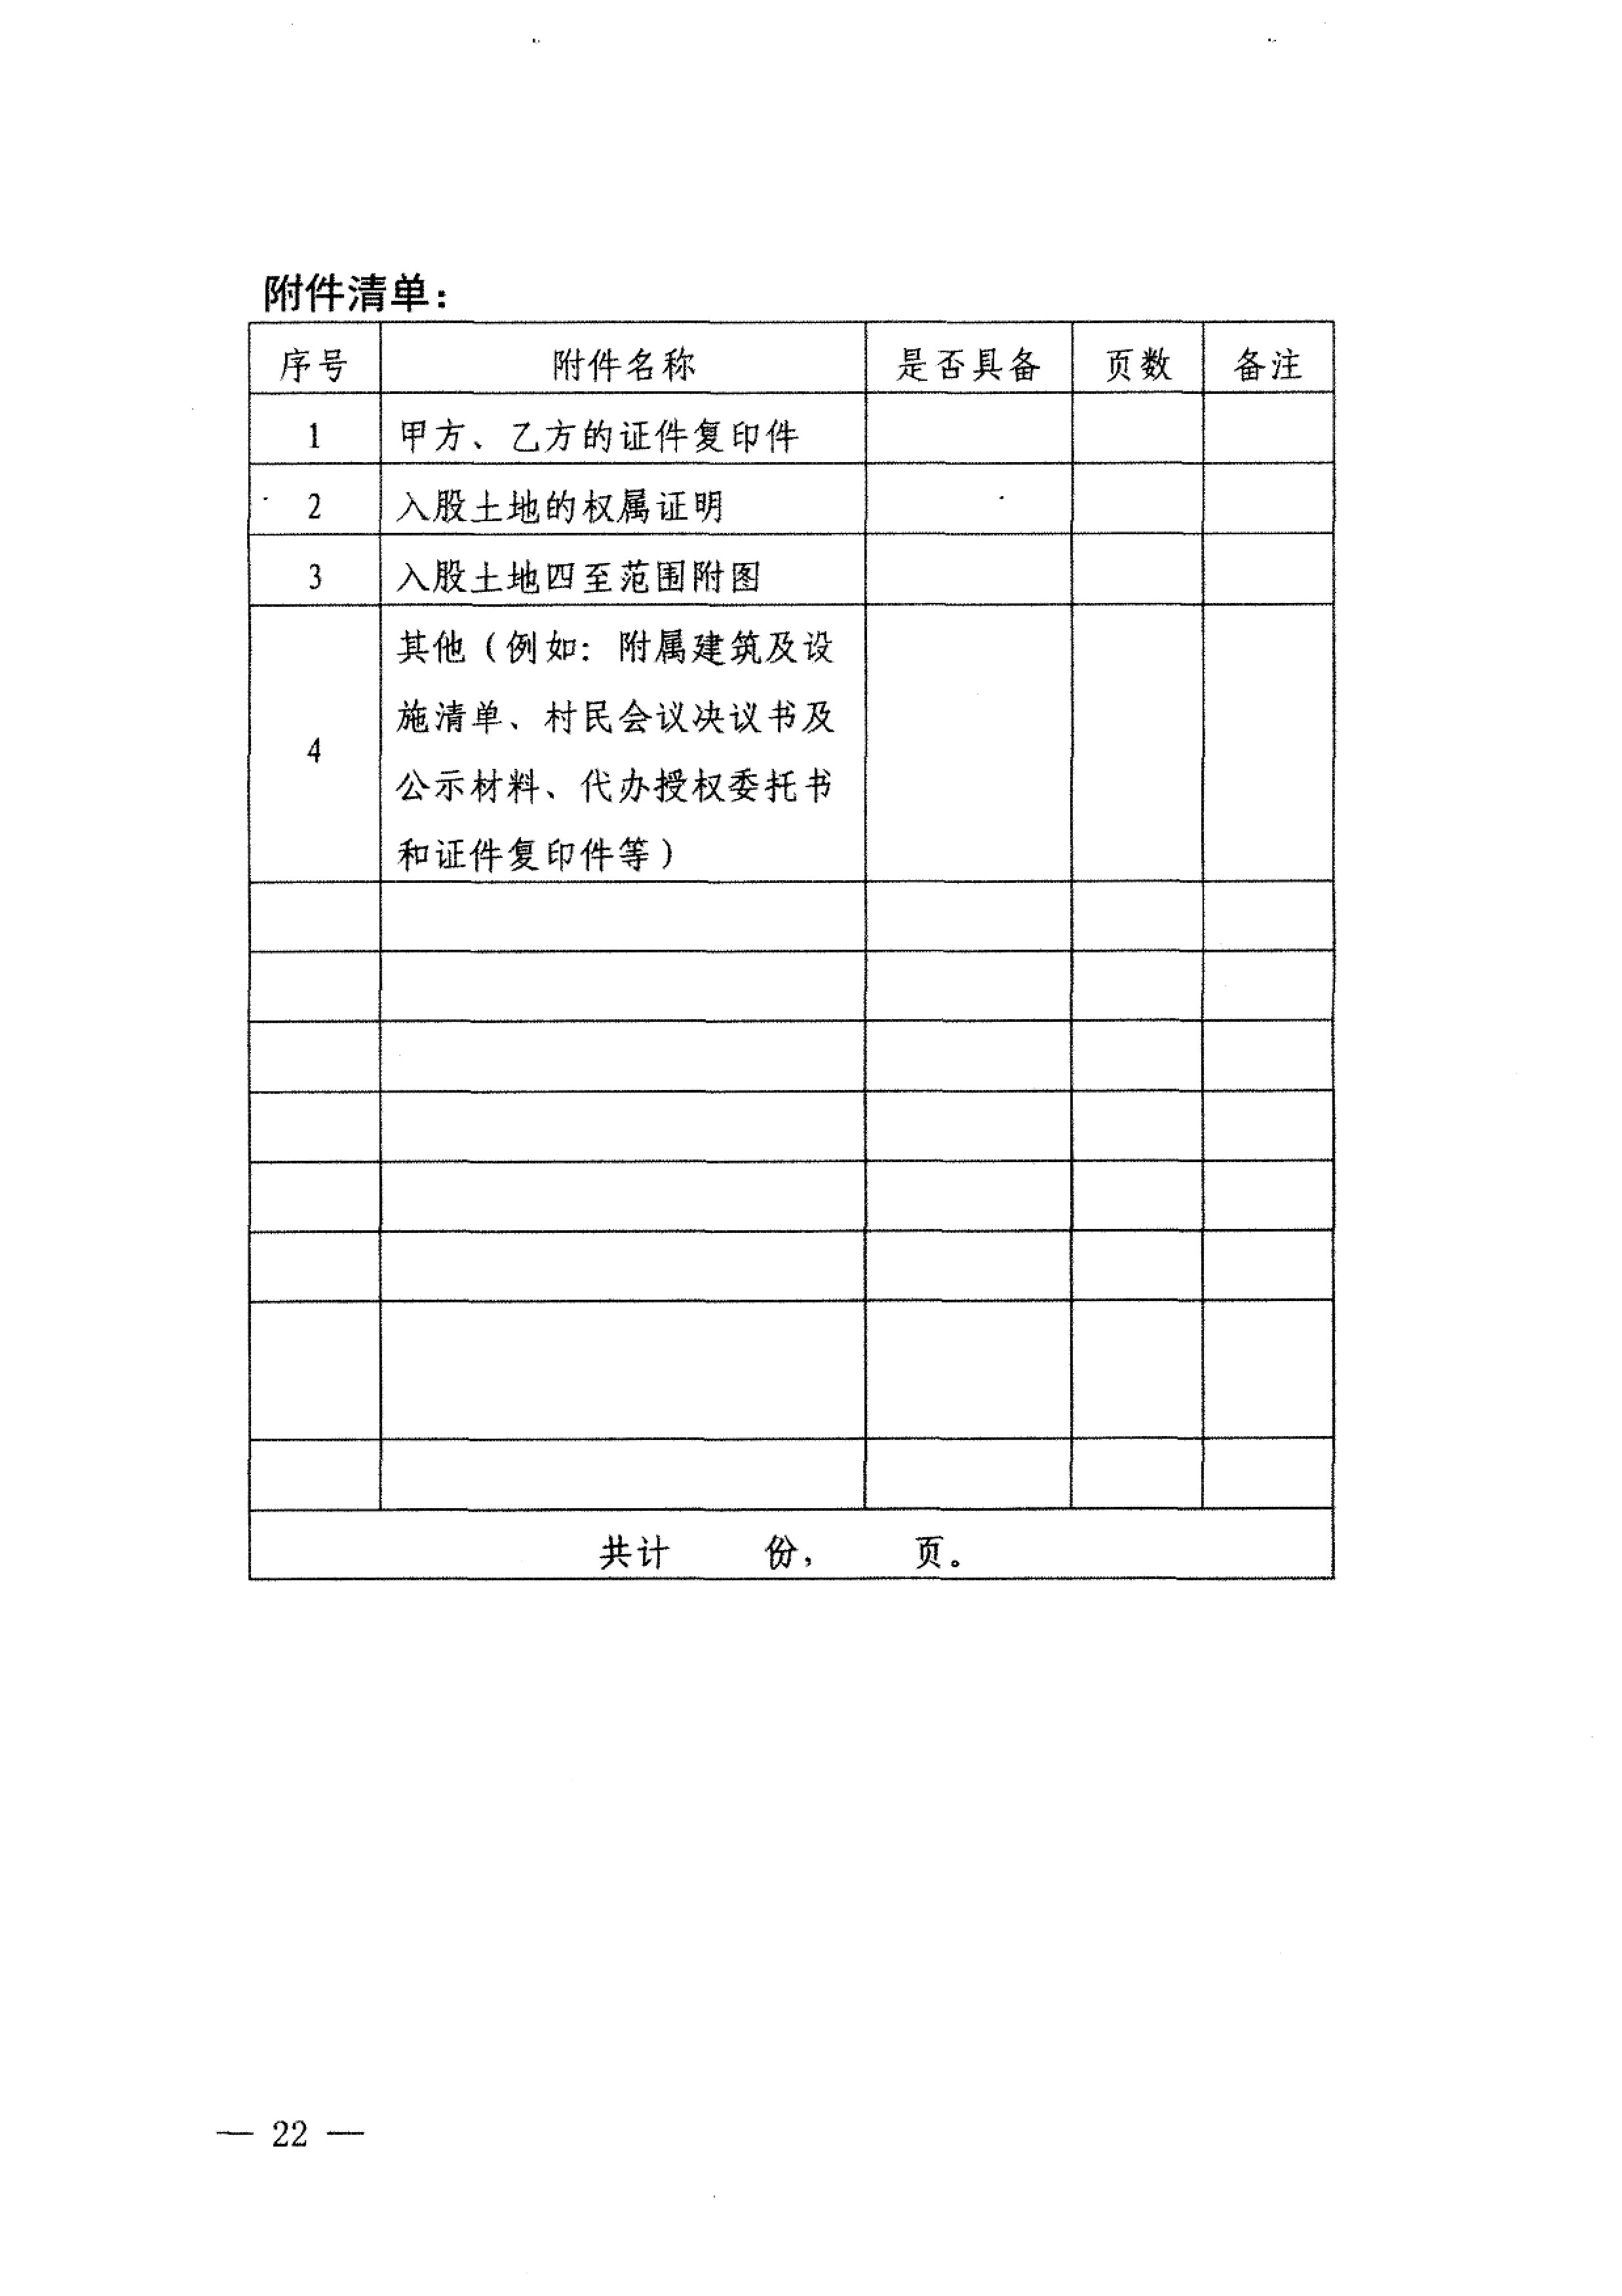 附件清单：
序号 附件名称 是否具备 页数 备注
1 甲方、乙方的证件复印件
2 入股土地的权属证明
3 入股土地四至范围附图
4 其他（例如：附属建筑及设
施清单、村民会议决议书及
公示材料、代办授权委托书
和证件复印件等）
共计 份， 页。
— 22 —